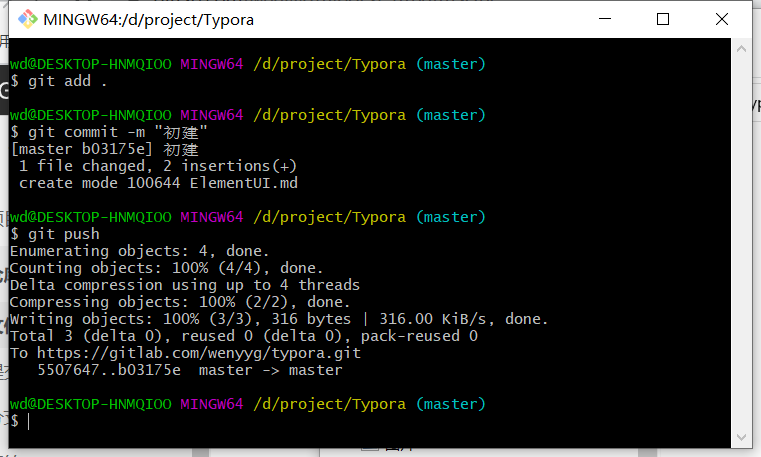 MINGW64:/d/project/Typora
wd@DESKTOP-HNMQIOO MINGW64 /d/project/Typora (master)
$ git add .
wd@DESKTOP-HNMQIOO MINGW64 /d/project/Typora (master)
$ git commit -m "初建"
[master b03175e] 初建
1 file changed, 2 insertions(+)
create mode 100644 ElementUI.md
wd@DESKTOP-HNMQIOO MINGW64 /d/project/Typora (master)
$ git push
Enumerating objects: 4, done.
Counting objects: 100% (4/4), done.
Delta compression using up to 4 threads
Compressing objects: 100% (2/2), done.
Writing objects: 100% (3/3), 316 bytes | 316.00 KiB/s, done.
Total 3 (delta 0), reused 0 (delta 0), pack-reused 0
To https://gitlab.com/wenyyg/typora.git
5507647..b03175e  master -> master
wd@DESKTOP-HNMQIOO MINGW64 /d/project/Typora (master)
$